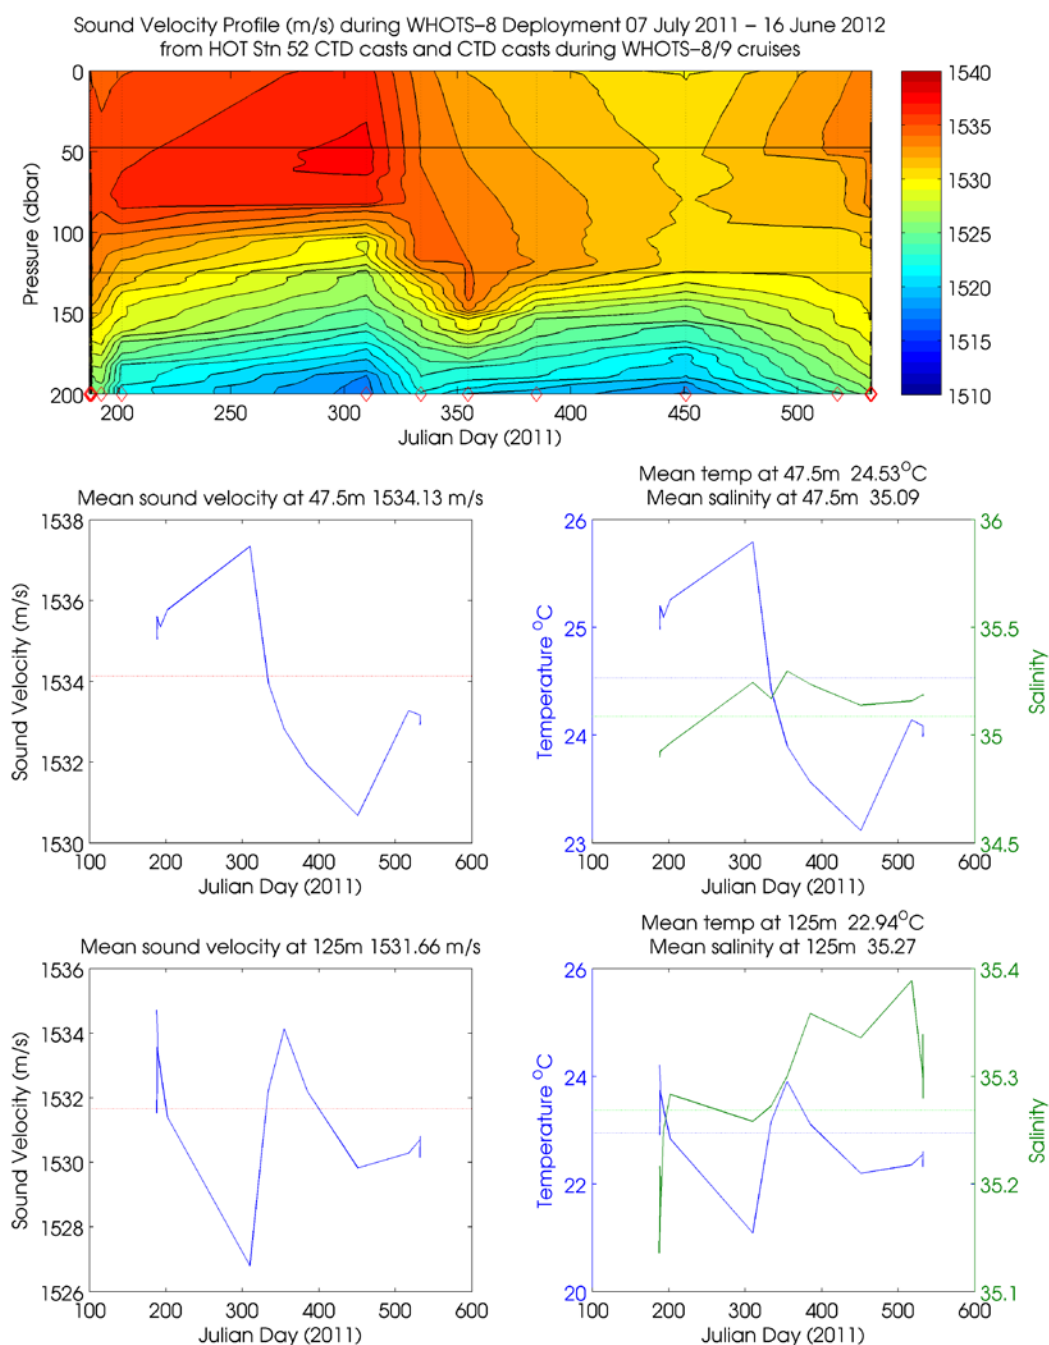 Sound Velocity Profile (m/s) during WHOTS-8 Deployment 07 July 2011 - 16 June 2012
from HOT Stn 52 CTD casts and CTD casts during WHOTS-8/9 cruises
0
50
100
150
200
Pressure (dbar)
200 250 300 350 400 450 500
Julian Day (2011)
1540
1535
1530
1525
1520
1515
1510
Mean sound velocity at 47.5m 1534.13 m/s
1538
1536
1534
1532
1530
Sound Velocity (m/s)
100 200 300 400 500 600
Julian Day (2011)
Mean temp at 47.5m 24.53°C
Mean salinity at 47.5m 35.09
26
25
24
23
Temperature °C
36
35.5
35
34.5
Salinity
100 200 300 400 500 600
Julian Day (2011)
Mean sound velocity at 125m 1531.66 m/s
1536
1534
1532
1530
1528
1526
Sound Velocity (m/s)
100 200 300 400 500 600
Julian Day (2011)
Mean temp at 125m 22.94°C
Mean salinity at 125m 35.27
26
24
22
20
Temperature °C
35.4
35.3
35.2
35.1
Salinity
100 200 300 400 500 600
Julian Day (2011)